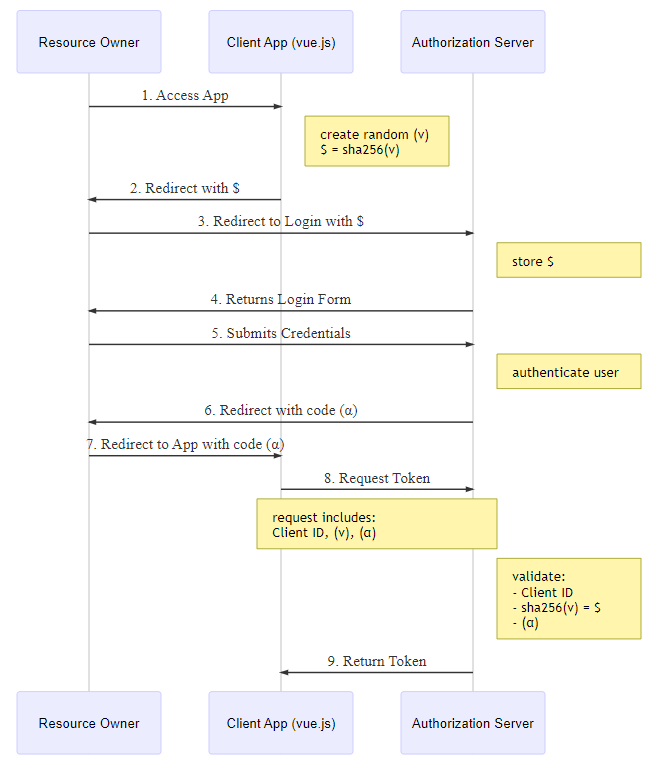 Resource Owner
Client App (vue.js)
Authorization Server
1. Access App
create random (v)
$ = sha256(v)
2. Redirect with $
3. Redirect to Login with $
store $
4. Returns Login Form
5. Submits Credentials
authenticate user
6. Redirect with code (α)
7. Redirect to App with code (α)
8. Request Token
request includes:
Client ID, (v), (α)
validate:
- Client ID
- sha256(v) = $
- (α)
9. Return Token
Resource Owner
Client App (vue.js)
Authorization Server